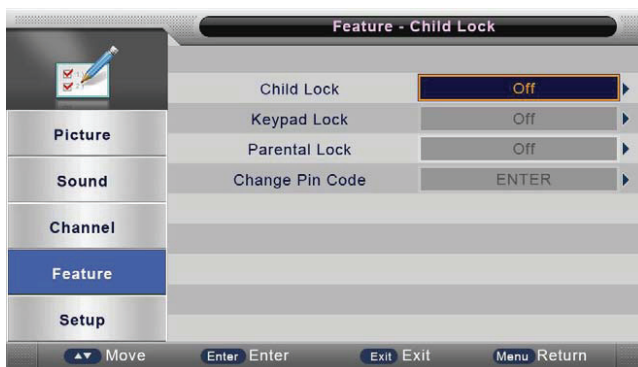 Feature - Child Lock
Child Lock Off
Keypad Lock Off
Parental Lock Off
Change Pin Code ENTER
Picture
Sound
Channel
Feature
Setup
Move Enter Enter Exit Exit Menu Return